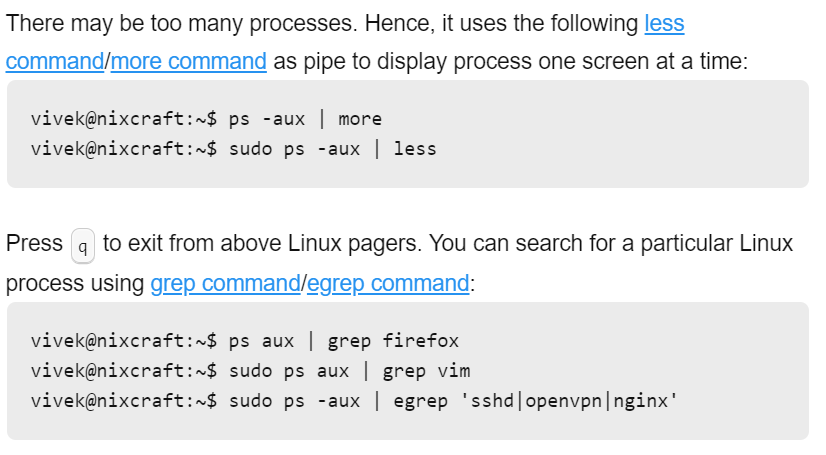 There may be too many processes. Hence, it uses the following less
command/more command as pipe to display process one screen at a time:
vivek@nixcraft:~$ ps -aux | more
vivek@nixcraft:~$ sudo ps -aux | less
Press q to exit from above Linux pagers. You can search for a particular Linux
process using grep command/egrep command:
vivek@nixcraft:~$ ps aux | grep firefox
vivek@nixcraft:~$ sudo ps aux | grep vim
vivek@nixcraft:~$ sudo ps -aux | egrep 'sshd|openvpn|nginx'